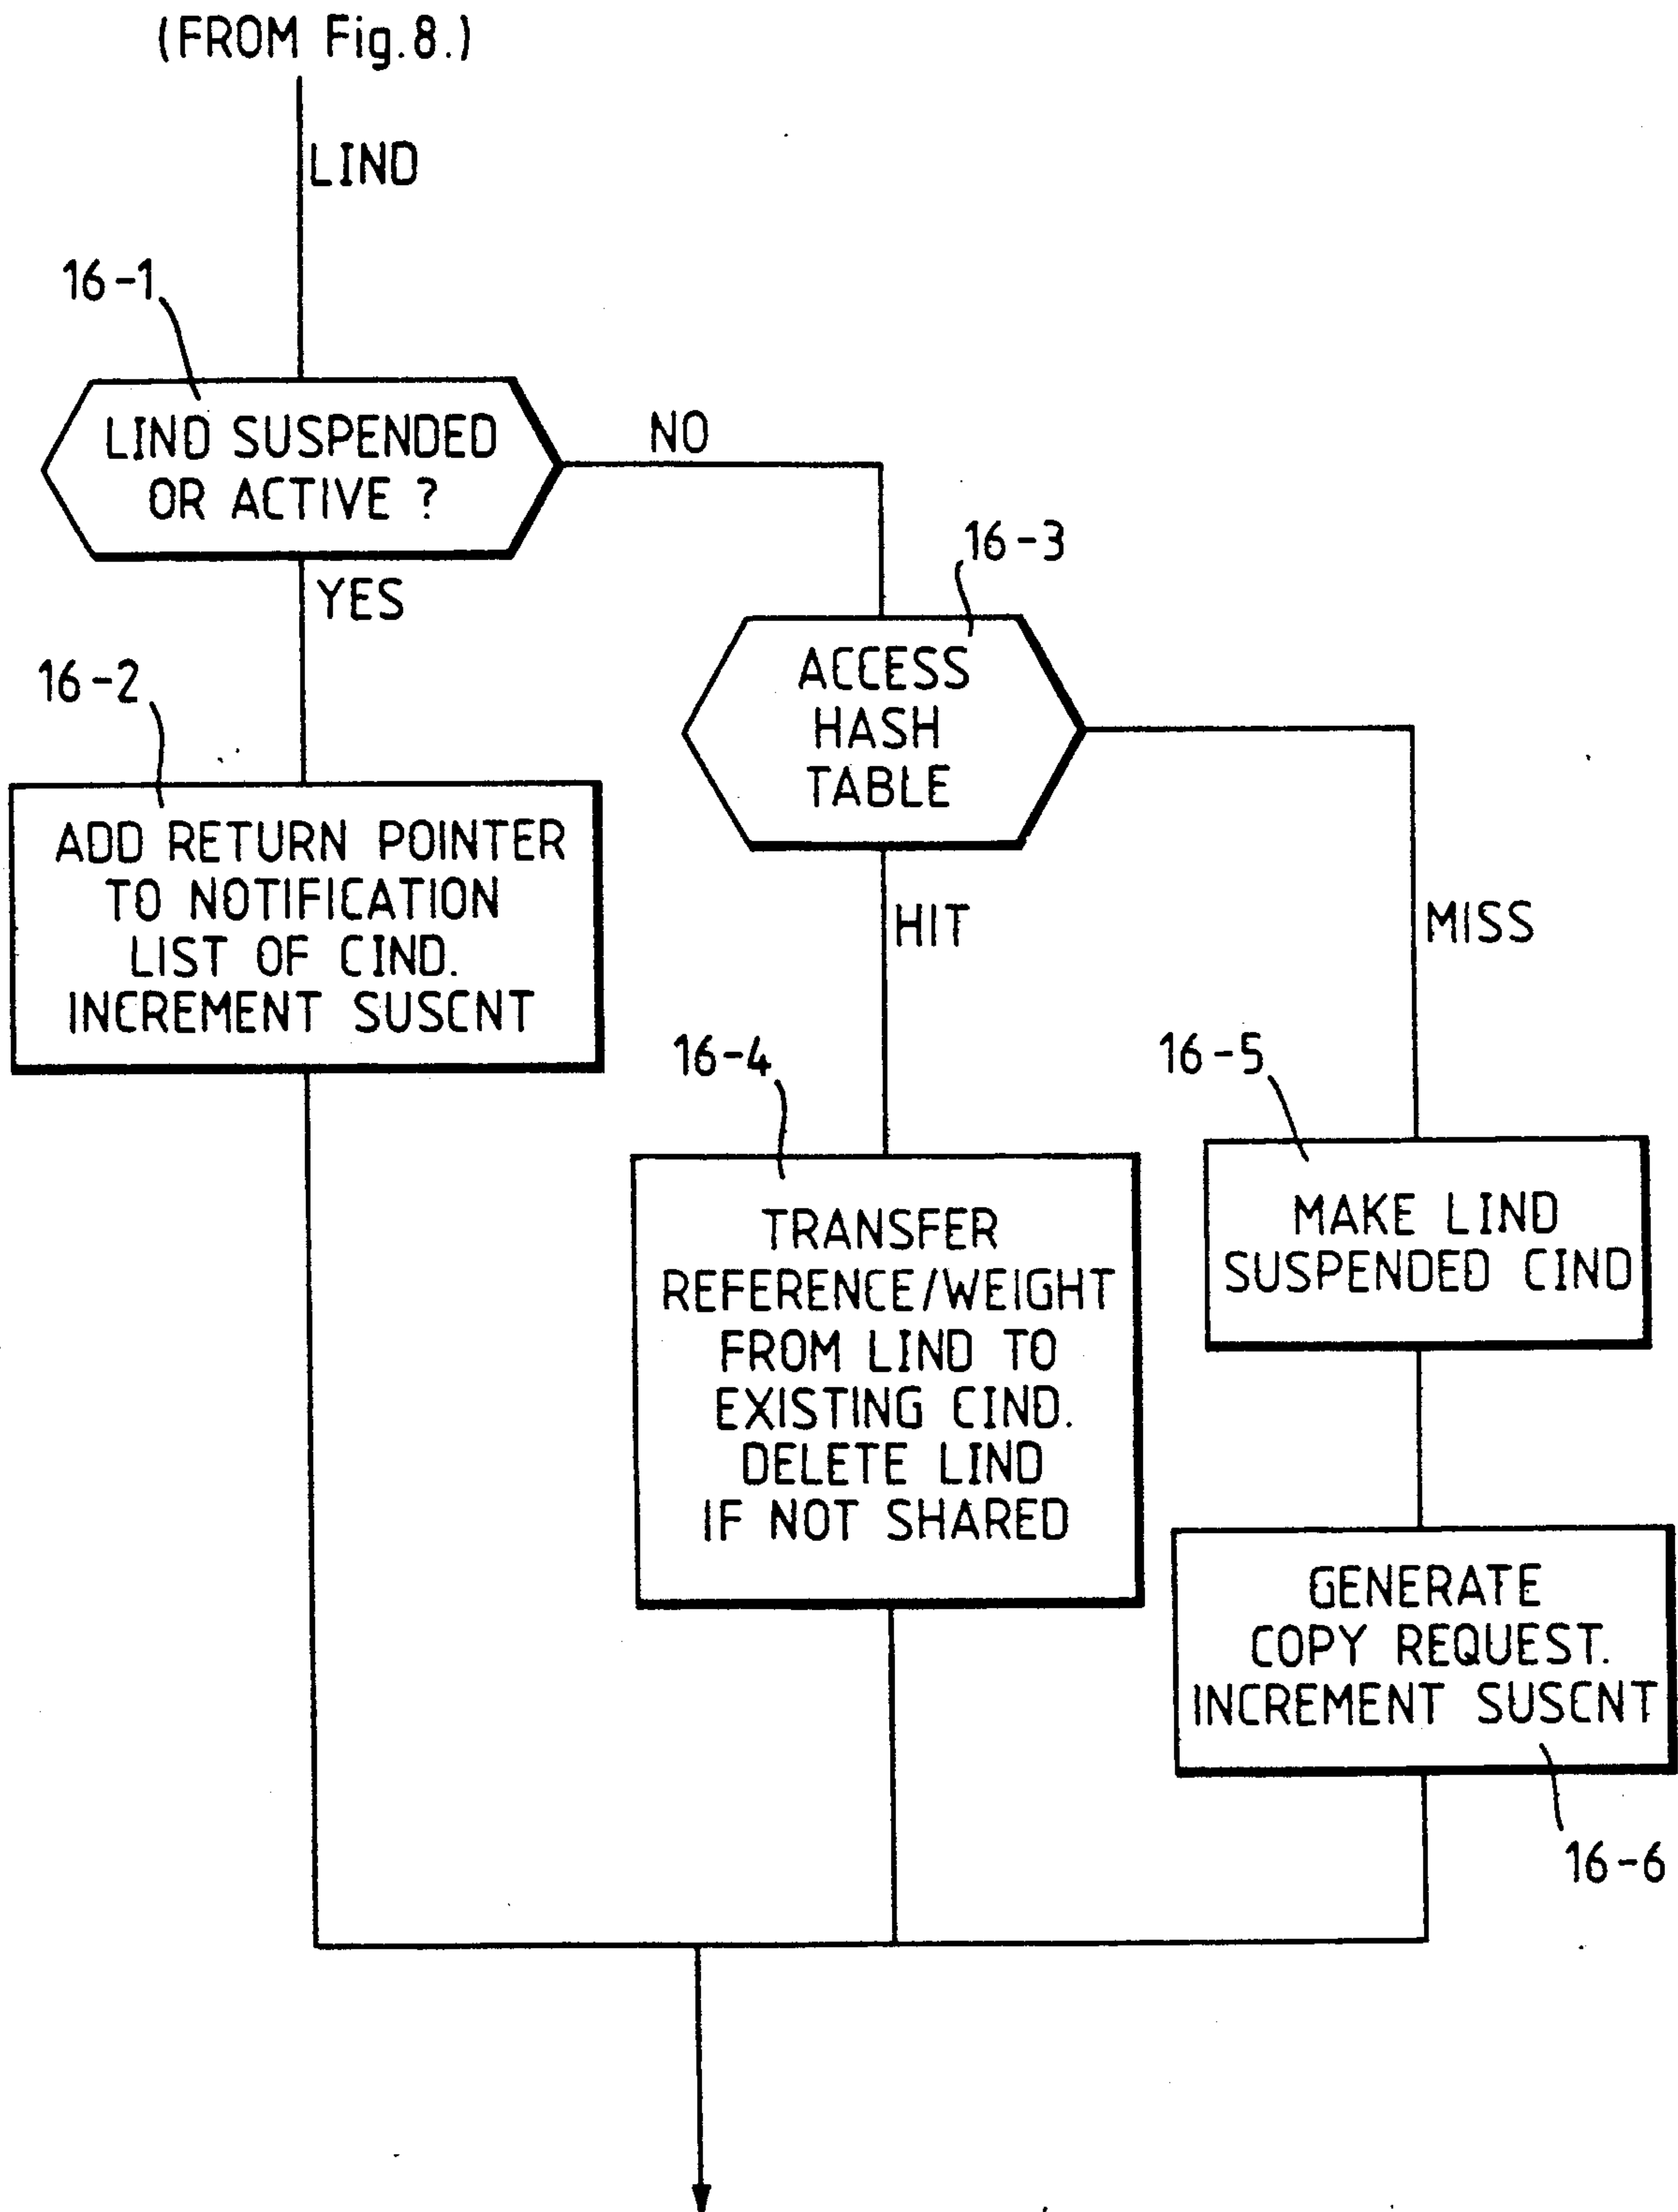 (FROM Fig.8.)
LIND
16-1
LIND SUSPENDED
OR ACTIVE ?
NO
YES
16-3
ACCESS
HASH
TABLE
16-2
ADD RETURN POINTER
TO NOTIFICATION
LIST OF CIND.
INCREMENT SUSCNT
HIT
MISS
16-4
TRANSFER
REFERENCE/WEIGHT
FROM LIND TO
EXISTING CIND.
DELETE LIND
IF NOT SHARED
16-5
MAKE LIND
SUSPENDED CIND
GENERATE
COPY REQUEST.
INCREMENT SUSCNT
16-6